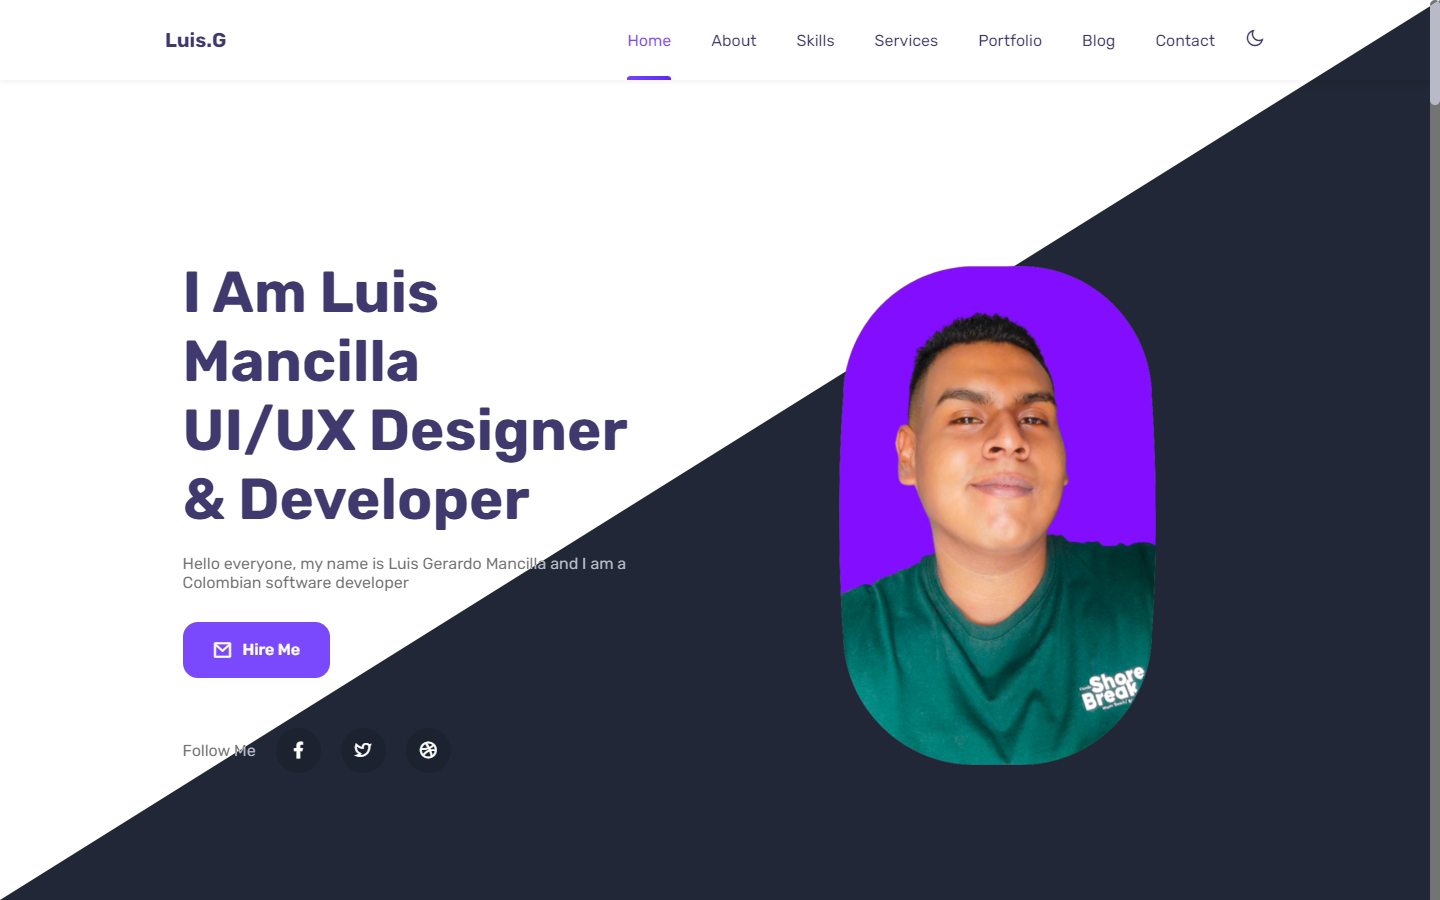 Luis.G
Home About Skills Services Portfolio Blog Contact
I Am Luis
Mancilla
UI/UX Designer
& Developer
Hello everyone, my name is Luis Gerardo Mancilla and I am a
Colombian software developer
Hire Me
Follow Me
Shore
Break